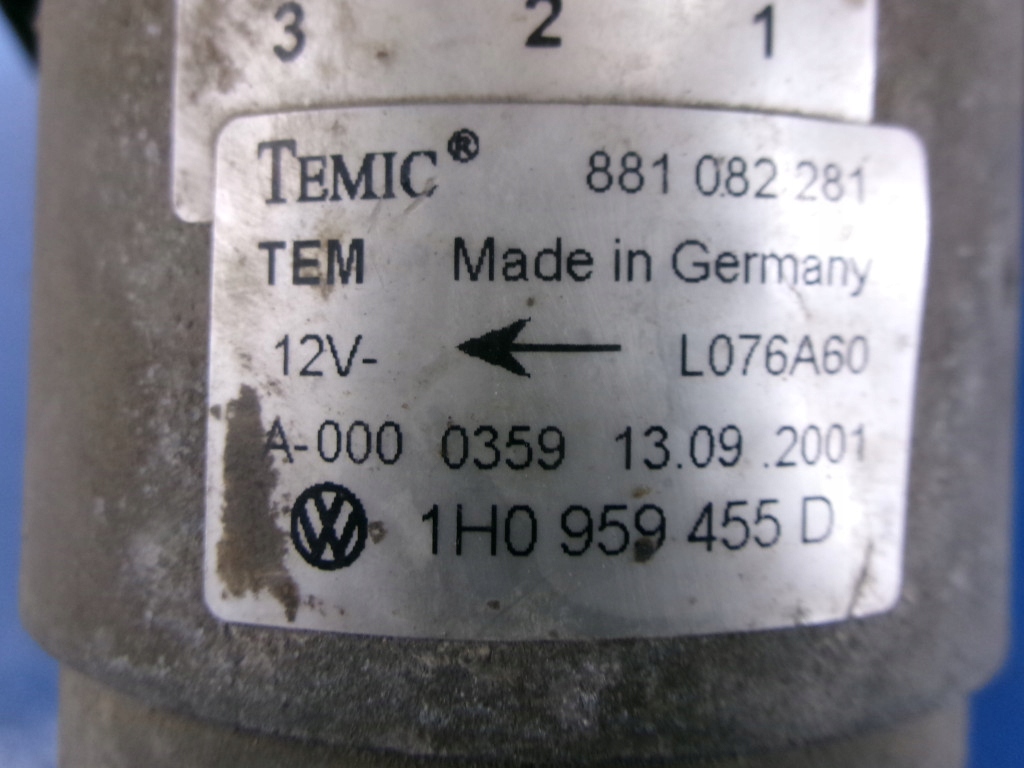 3 2 1
TEMIC® 881 082 281
TEM Made in Germany
12V- L076A60
A-000 0359 13.09 .2001
VW 1H0 959 455 D